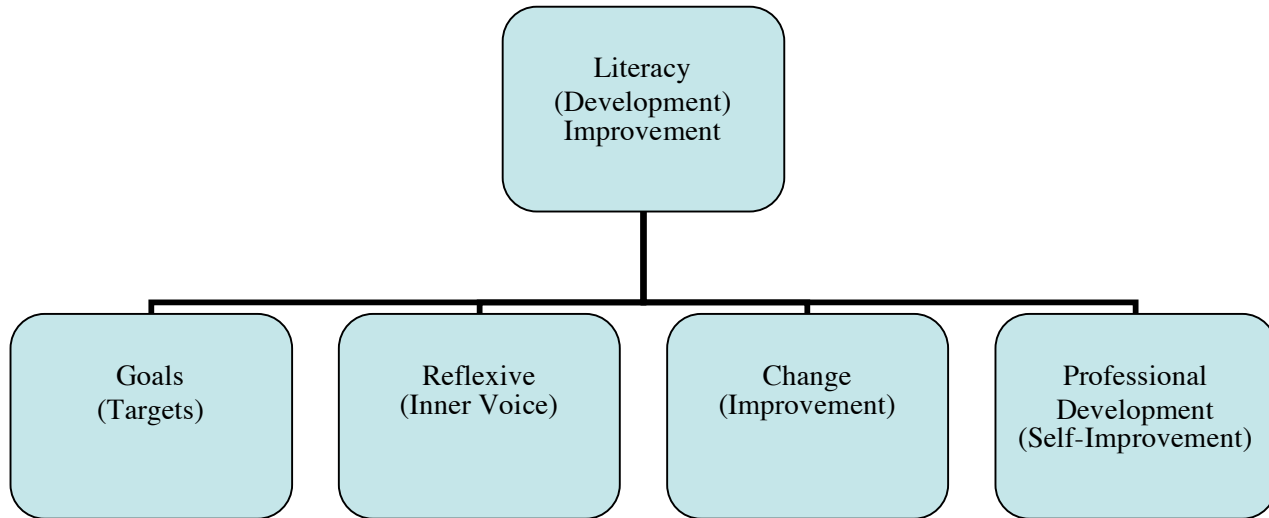 Literacy
(Development)
Improvement
Goals
(Targets)
Reflexive
(Inner Voice)
Change
(Improvement)
Professional
Development
(Self-Improvement)